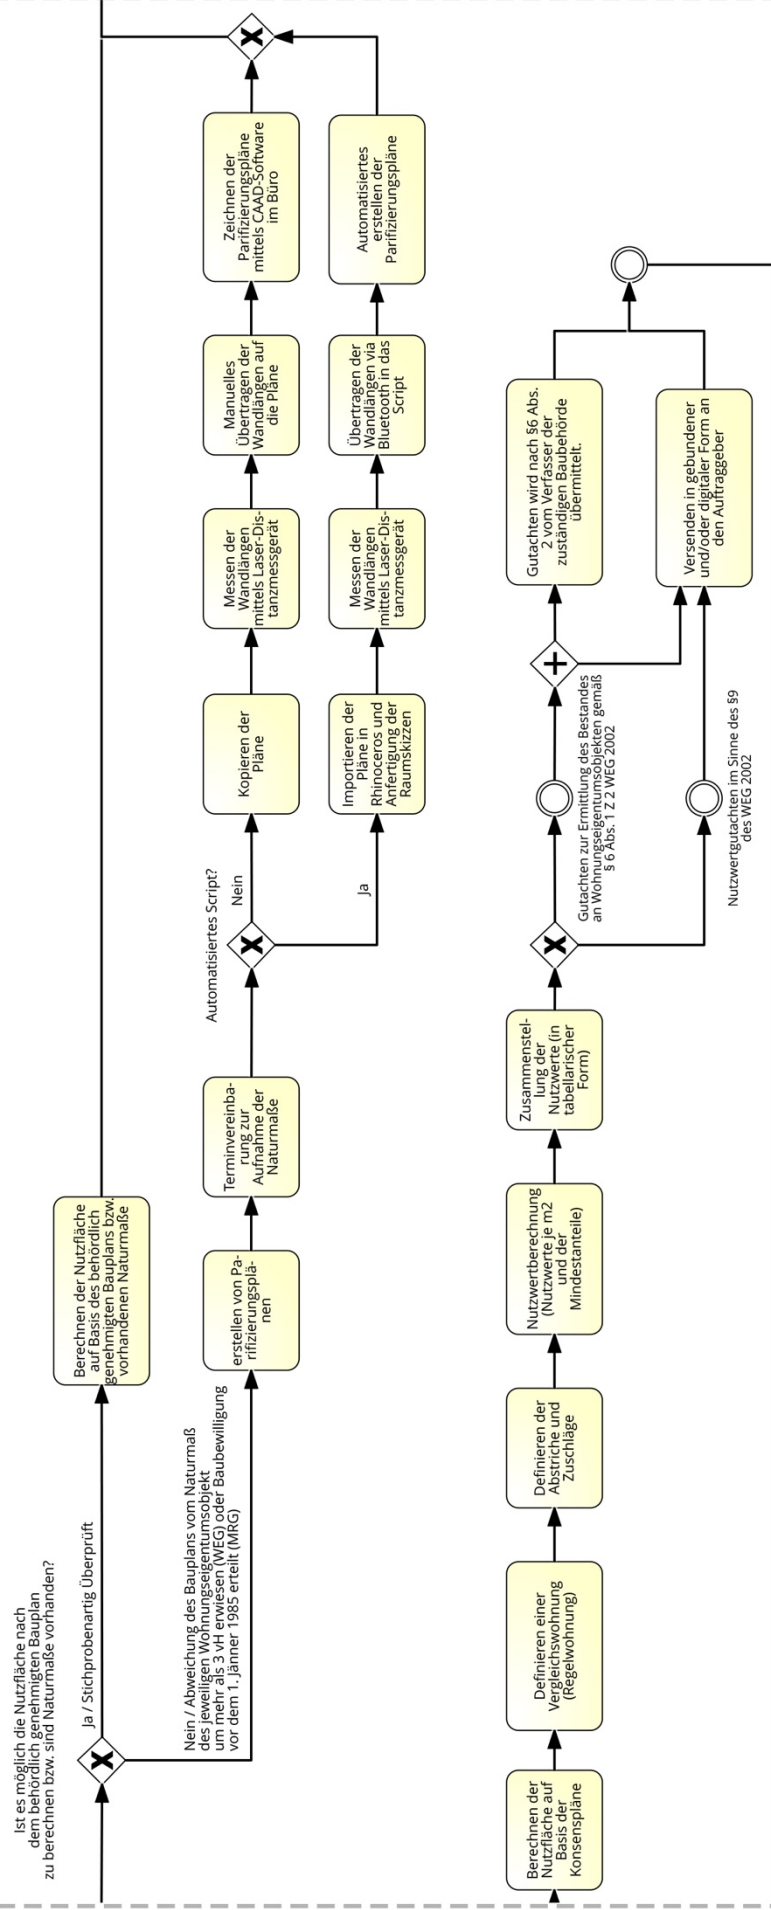 Ist es möglich die Nutzfläche nach
dem behördlich genehmigten Bauplan
zu berechnen bzw. sind Naturmaße vorhanden?
Ja / Stichprobenartig Überprüft
Berechnen der Nutzfläche
auf Basis des behördlich
genehmigten Bauplans bzw.
vorhandenen Naturmaße
Nein / Abweichung des Bauplans vom Naturmaß
des jeweiligen Wohnungseigentumsobjekt
um mehr als 3 vH erwiesen (WEG) oder Baubewilligung
vor dem 1. Jänner 1985 erteilt (MRG)
erstellen von Pa-
rifizierungsplä-
nen
Terminvereinba-
rung zur
Aufnahme der
Naturmaße
Automatisiertes Script?
Nein
Kopieren der
Pläne
Messen der
Wandlängen
mittels Laser-Dis-
tanzmessgerät
Manuelles
Übertragen der
Wandlängen auf
die Pläne
Zeichnen der
Parifizierungspläne
mittels CAAD-Software
im Büro
Ja
Importieren der
Pläne in
Rhinoceros und
Anfertigung der
Raumskizzen
Messen der
Wandlängen
mittels Laser-Dis-
tanzmessgerät
Übertragen der
Wandlängen via
Bluetooth in das
Script
Automatisiertes
erstellen der
Parifizierungspläne
Berechnen der
Nutzfläche auf
Basis der
Konsenspläne
Definieren einer
Vergleichswohnung
(Regelwohnung)
Definieren der
Abstriche und
Zuschläge
Nutzwertberechnung
(Nutzwerte je m2
und der
Mindestanteile)
Zusammenstel-
lung der
Nutzwerte (in
tabellarischer
Form)
Gutachten zur Ermittlung des Bestandes
an Wohnungseigentumsobjekten gemäß
§ 6 Abs. 1 Z 2 WEG 2002
Gutachten wird nach §6 Abs.
2 vom Verfasser der
zuständigen Baubehörde
übermittelt.
Nutzwertgutachten im Sinne des §9
des WEG 2002
Versenden in gebundener
und/oder digitaler Form an
den Auftraggeber